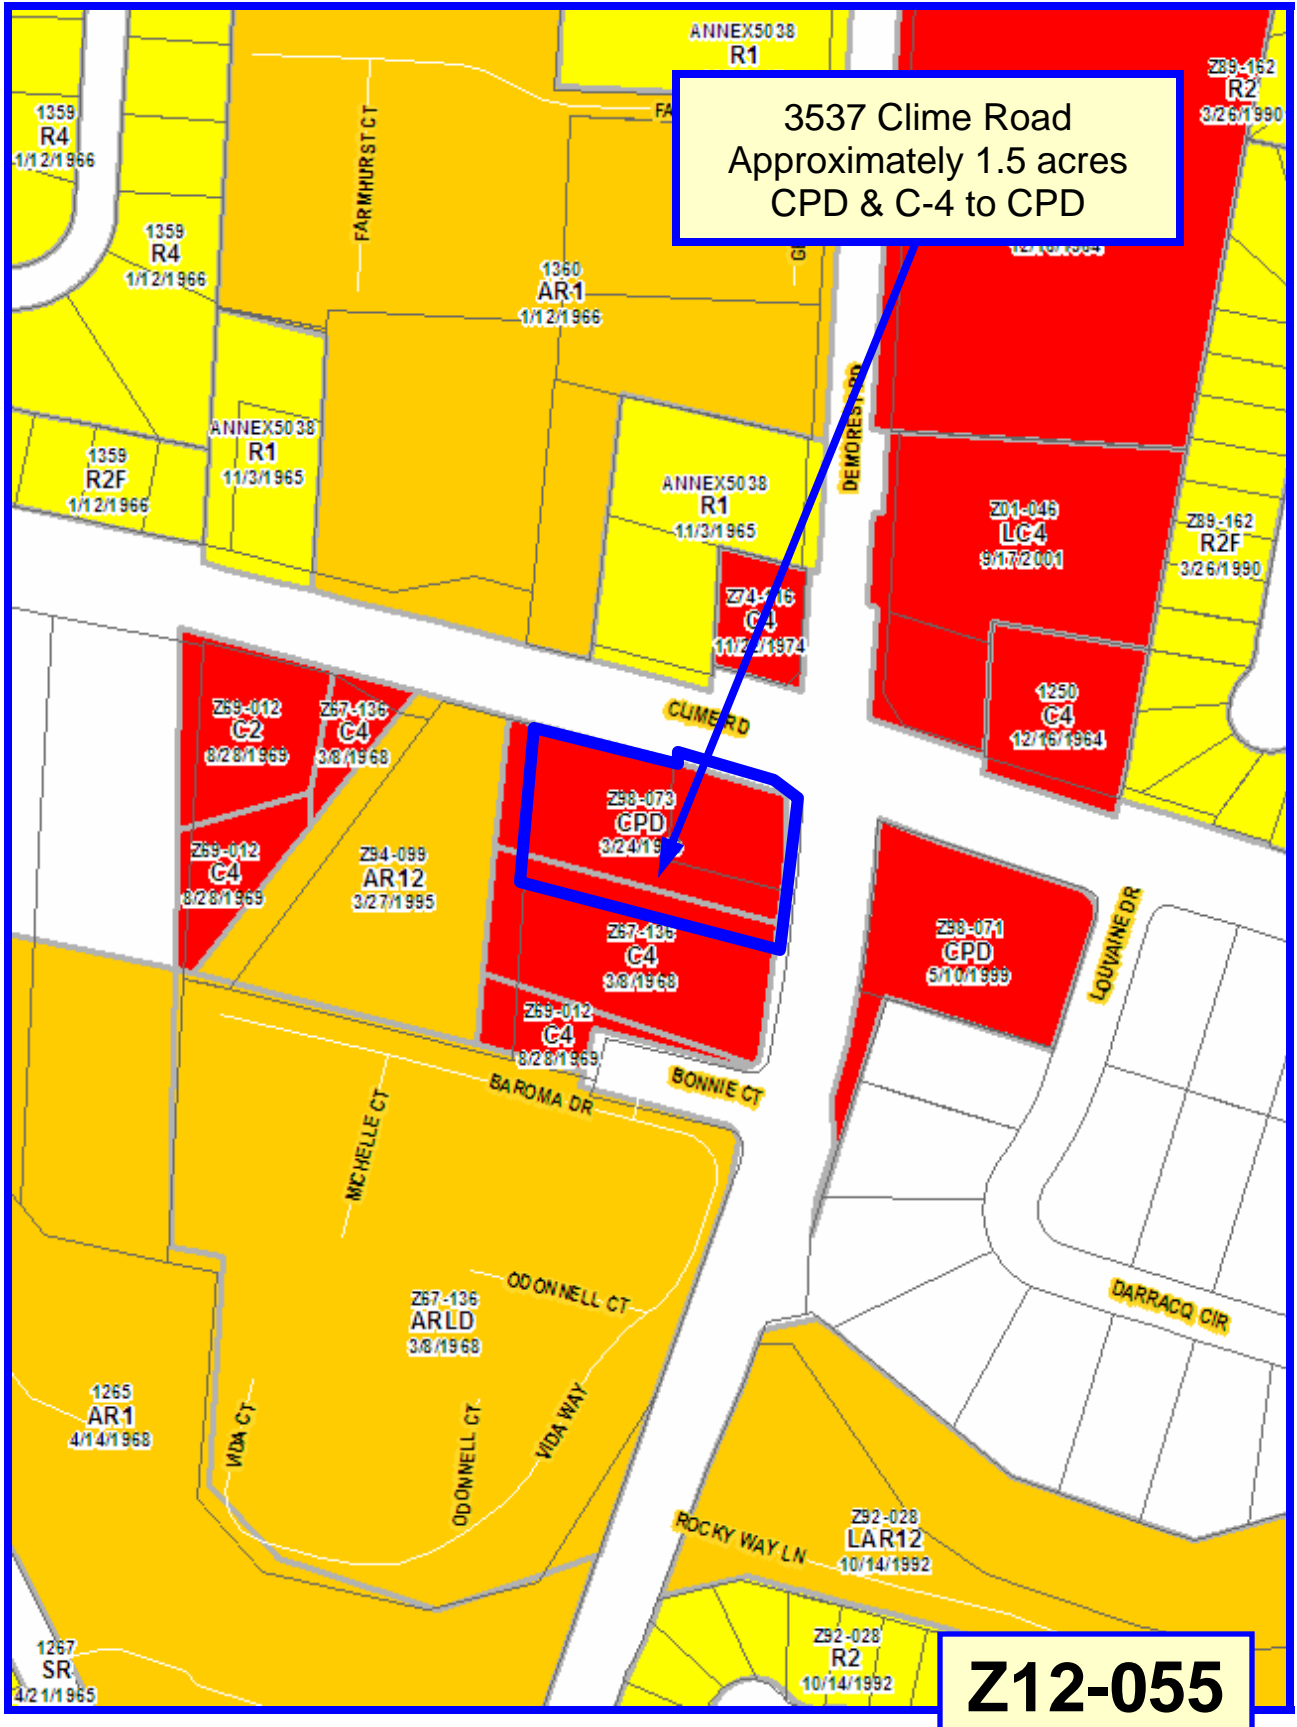 ANNEX5038
R1
Z89-162
R2
3/26/1990
1359
R4
1/12/1966
FARMHURST CT
FA
3537 Clime Road
Approximately 1.5 acres
CPD & C-4 to CPD
1359
R4
1/12/1966
1360
AR1
1/12/1966
DEMOREST RD
ANNEX5038
R1
11/3/1965
1359
R2F
1/12/1966
ANNEX5038
R1
11/3/1965
Z01-046
LC4
9/17/2001
Z89-162
R2F
3/26/1990
C4
CLIME RD
1250
C4
12/16/1964
Z69-012
C2
8/28/1969
Z67-136
C4
3/8/1968
Z98-073
CPD
Z69-012
C4
8/28/1969
Z94-099
AR12
3/27/1995
Z67-136
C4
3/8/1968
Z98-071
CPD
5/10/1999
LOUVAINE DR
Z69-012
C4
8/28/1969
BONNIE CT
BAROMA DR
MICHELLE CT
ODONNELL CT
DARRACQ CIR
Z67-136
ARLD
3/8/1968
1265
AR1
4/14/1968
VIDA CT
ODONNELL CT
VIDA WAY
ROCKY WAY LN
Z92-028
LAR12
10/14/1992
1267
SR
4/21/1965
Z92-028
R2
10/14/1992
Z12-055